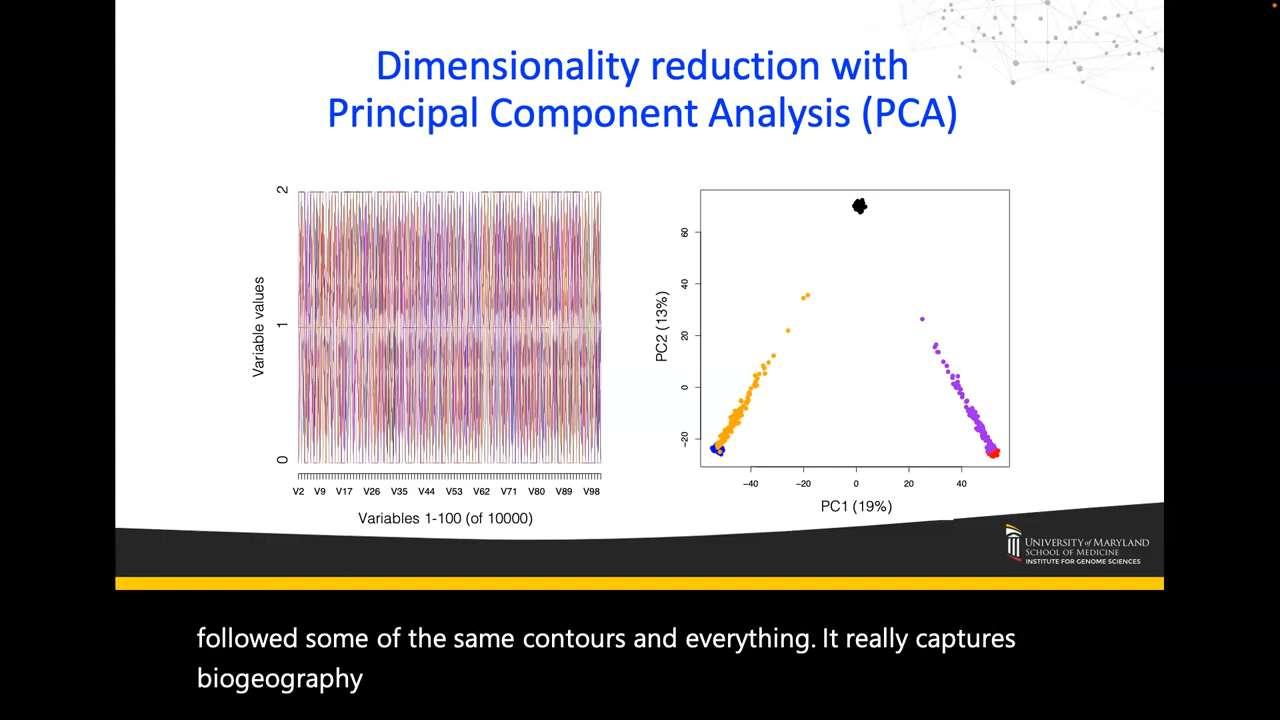 Dimensionality reduction with
Principal Component Analysis (PCA)
Variable values
2
1
0
V2 V9 V17 V26 V35 V44 V53 V62 V71 V80 V89 V98
Variables 1-100 (of 10000)
PC2 (13%)
60
40
20
0
−20
−40 −20 0 20 40
PC1 (19%)
UNIVERSITY of MARYLAND
SCHOOL OF MEDICINE
INSTITUTE FOR GENOME SCIENCES
followed some of the same contours and everything. It really captures
biogeography